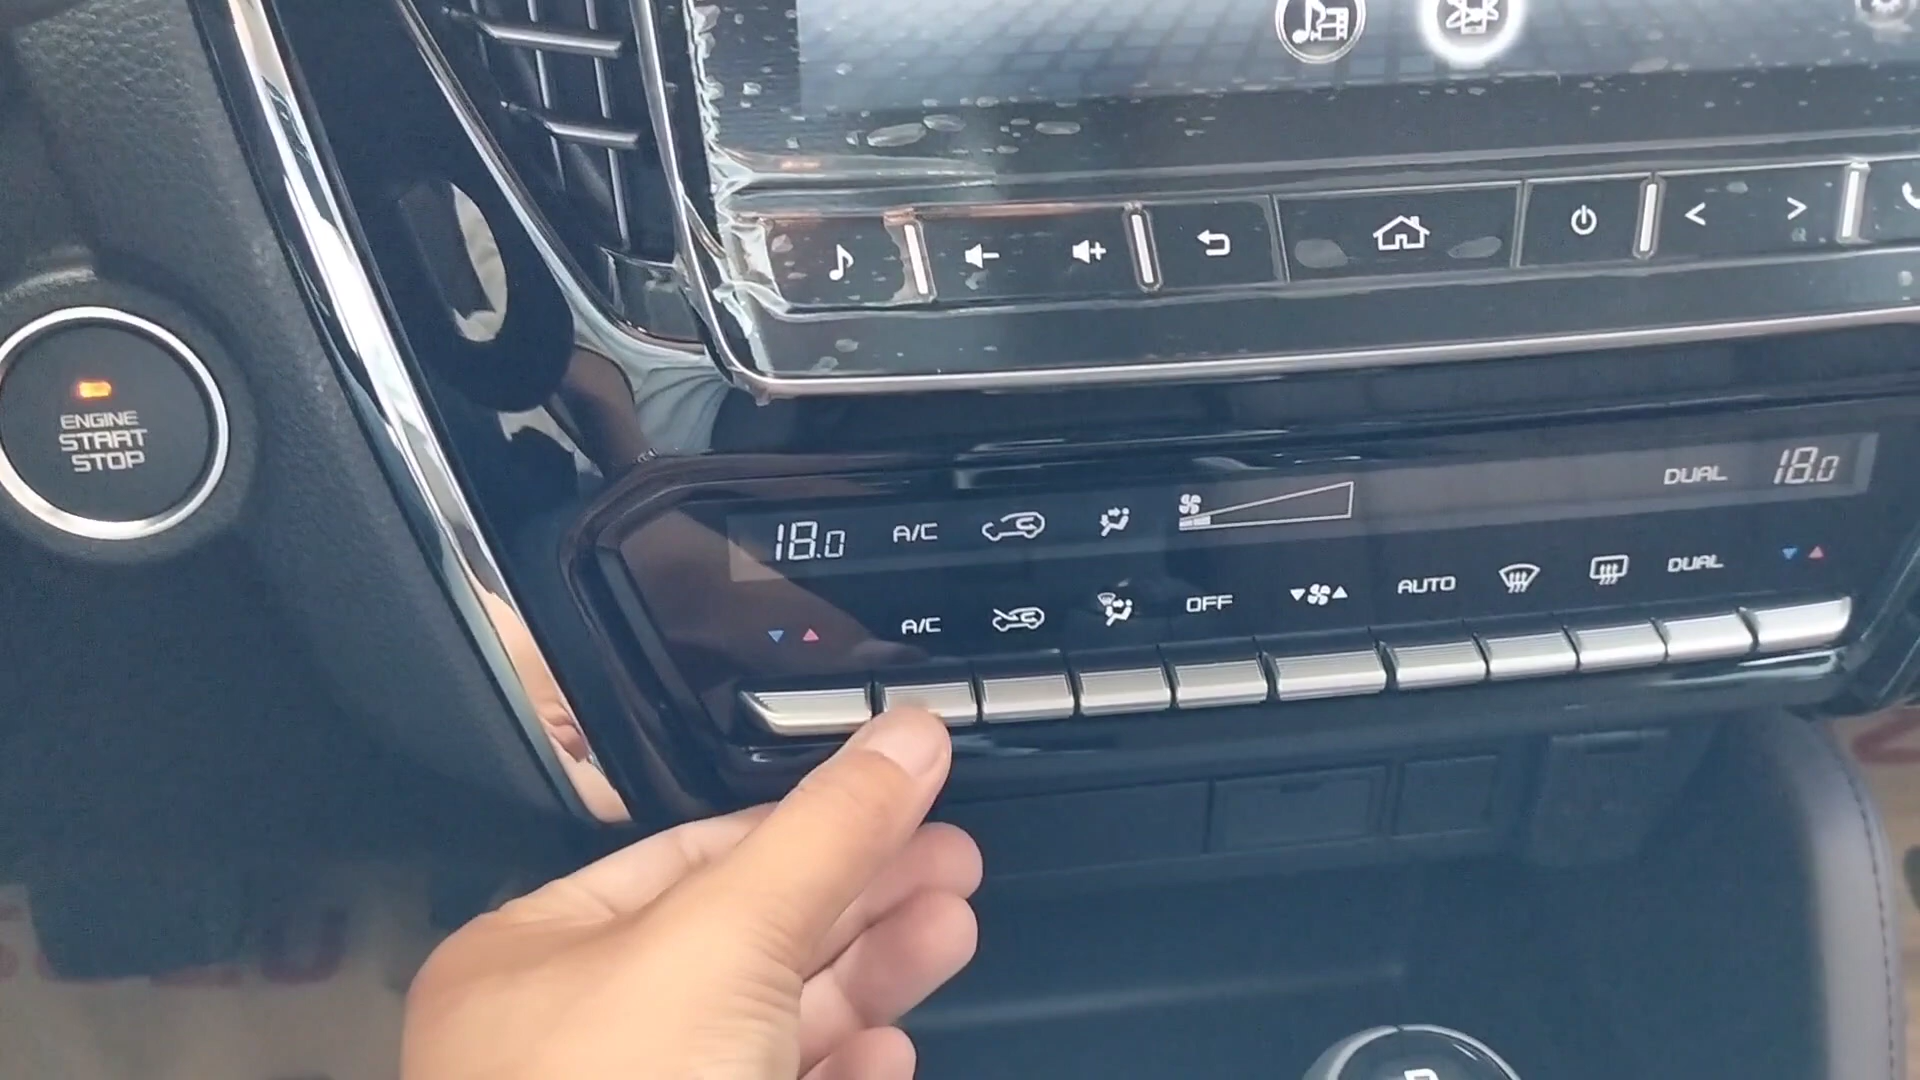 ENGINE
START
STOP
18.0 A/C DUAL 18.0
A/C OFF AUTO DUAL